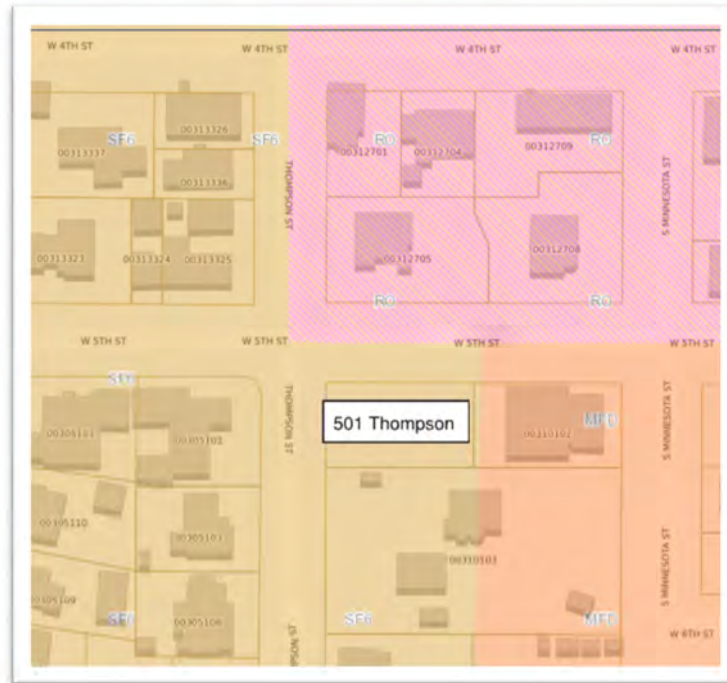 W 4TH ST
W 4TH ST
W 4TH ST
W 4TH ST
00313326
SF6
SF6
00313337
00313336
RO
00312701
00312704
RO
00312709
THOMPSON ST
S MINNESOTA ST
00313323
00313324
00313325
00312705
00312708
RO
RO
W 5TH ST
W 5TH ST
W 5TH ST
W 5TH ST
THOMPSON ST
S MINNESOTA ST
501 Thompson
MFD
00305101
00305102
00310102
00305110
00305103
00310103
S MINNESOTA ST
00305109
SF6
00305106
SF6
MFD
W 6TH ST